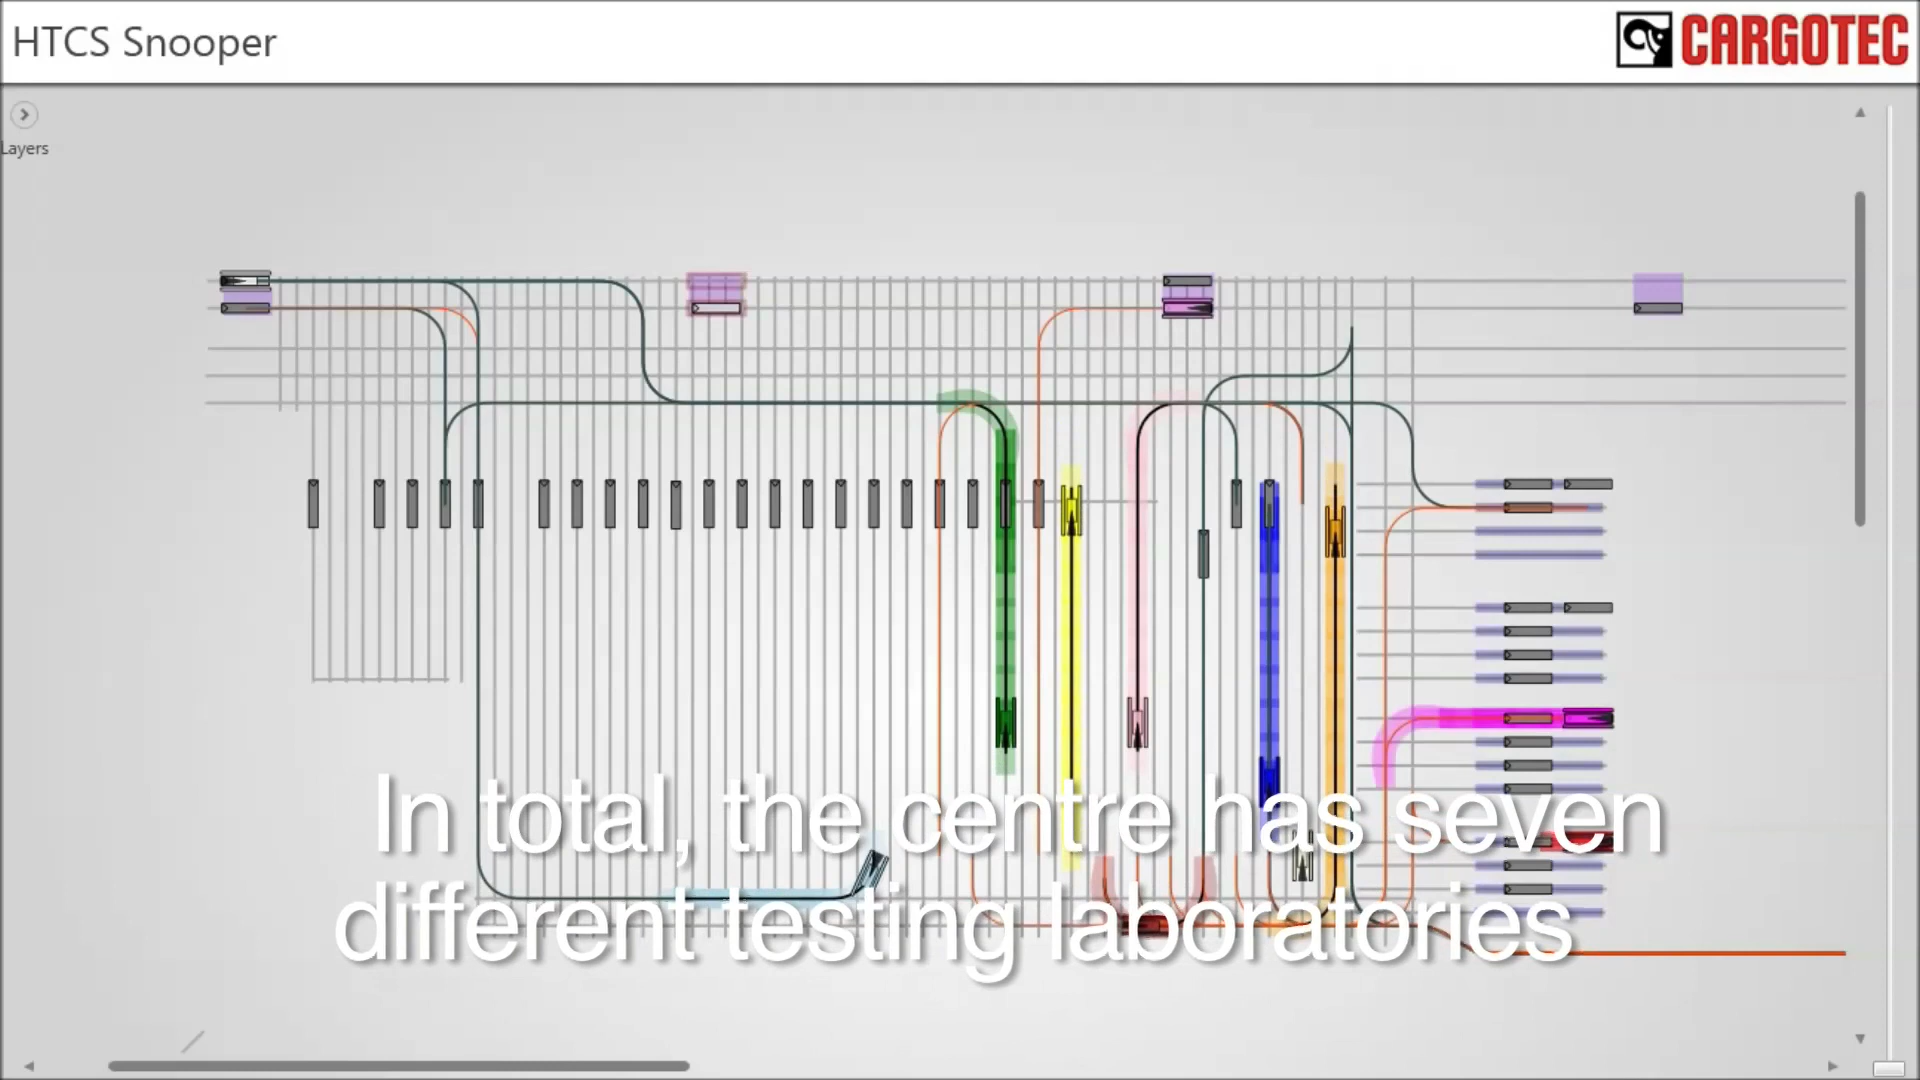 HTCS Snooper
CARGOTEC
Layers
In total, the centre has seven
different testing laboratories